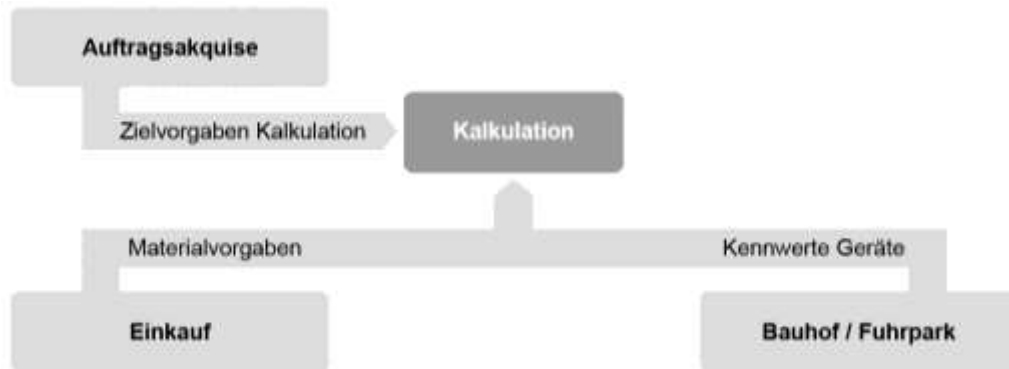 Auftragsakquise
Zielvorgaben Kalkulation
Kalkulation
Materialvorgaben
Kennwerte Geräte
Einkauf
Bauhof / Fuhrpark